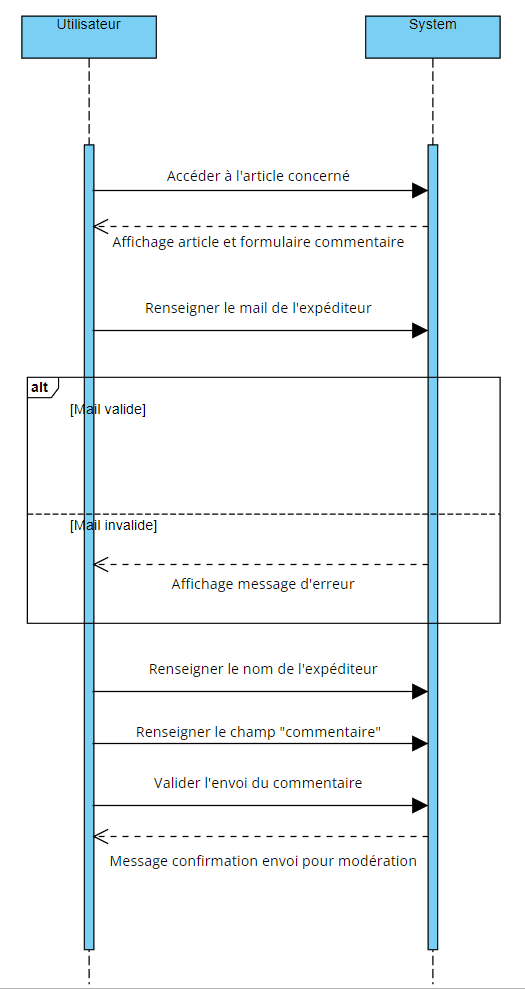 Utilisateur
System
Accéder à l'article concerné
Affichage article et formulaire commentaire
Renseigner le mail de l'expéditeur
alt
[Mail valide]
[Mail invalide]
Affichage message d'erreur
Renseigner le nom de l'expéditeur
Renseigner le champ "commentaire"
Valider l'envoi du commentaire
Message confirmation envoi pour modération